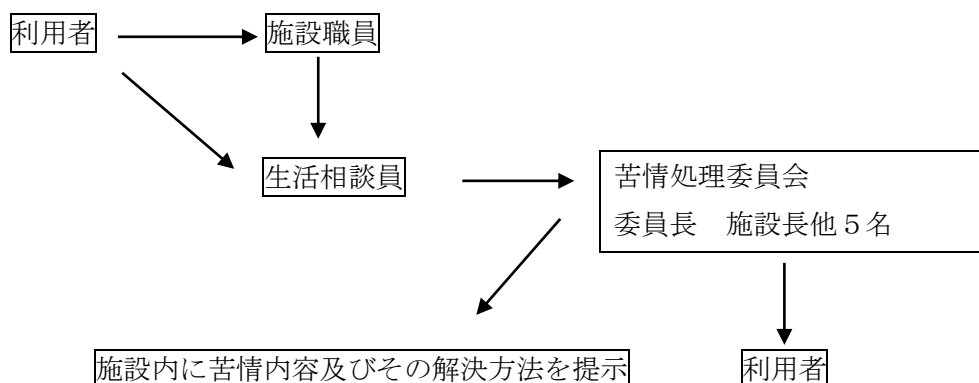 利用者
施設職員
生活相談員
苦情処理委員会
委員長　施設長他５名
施設内に苦情内容及びその解決方法を提示
利用者